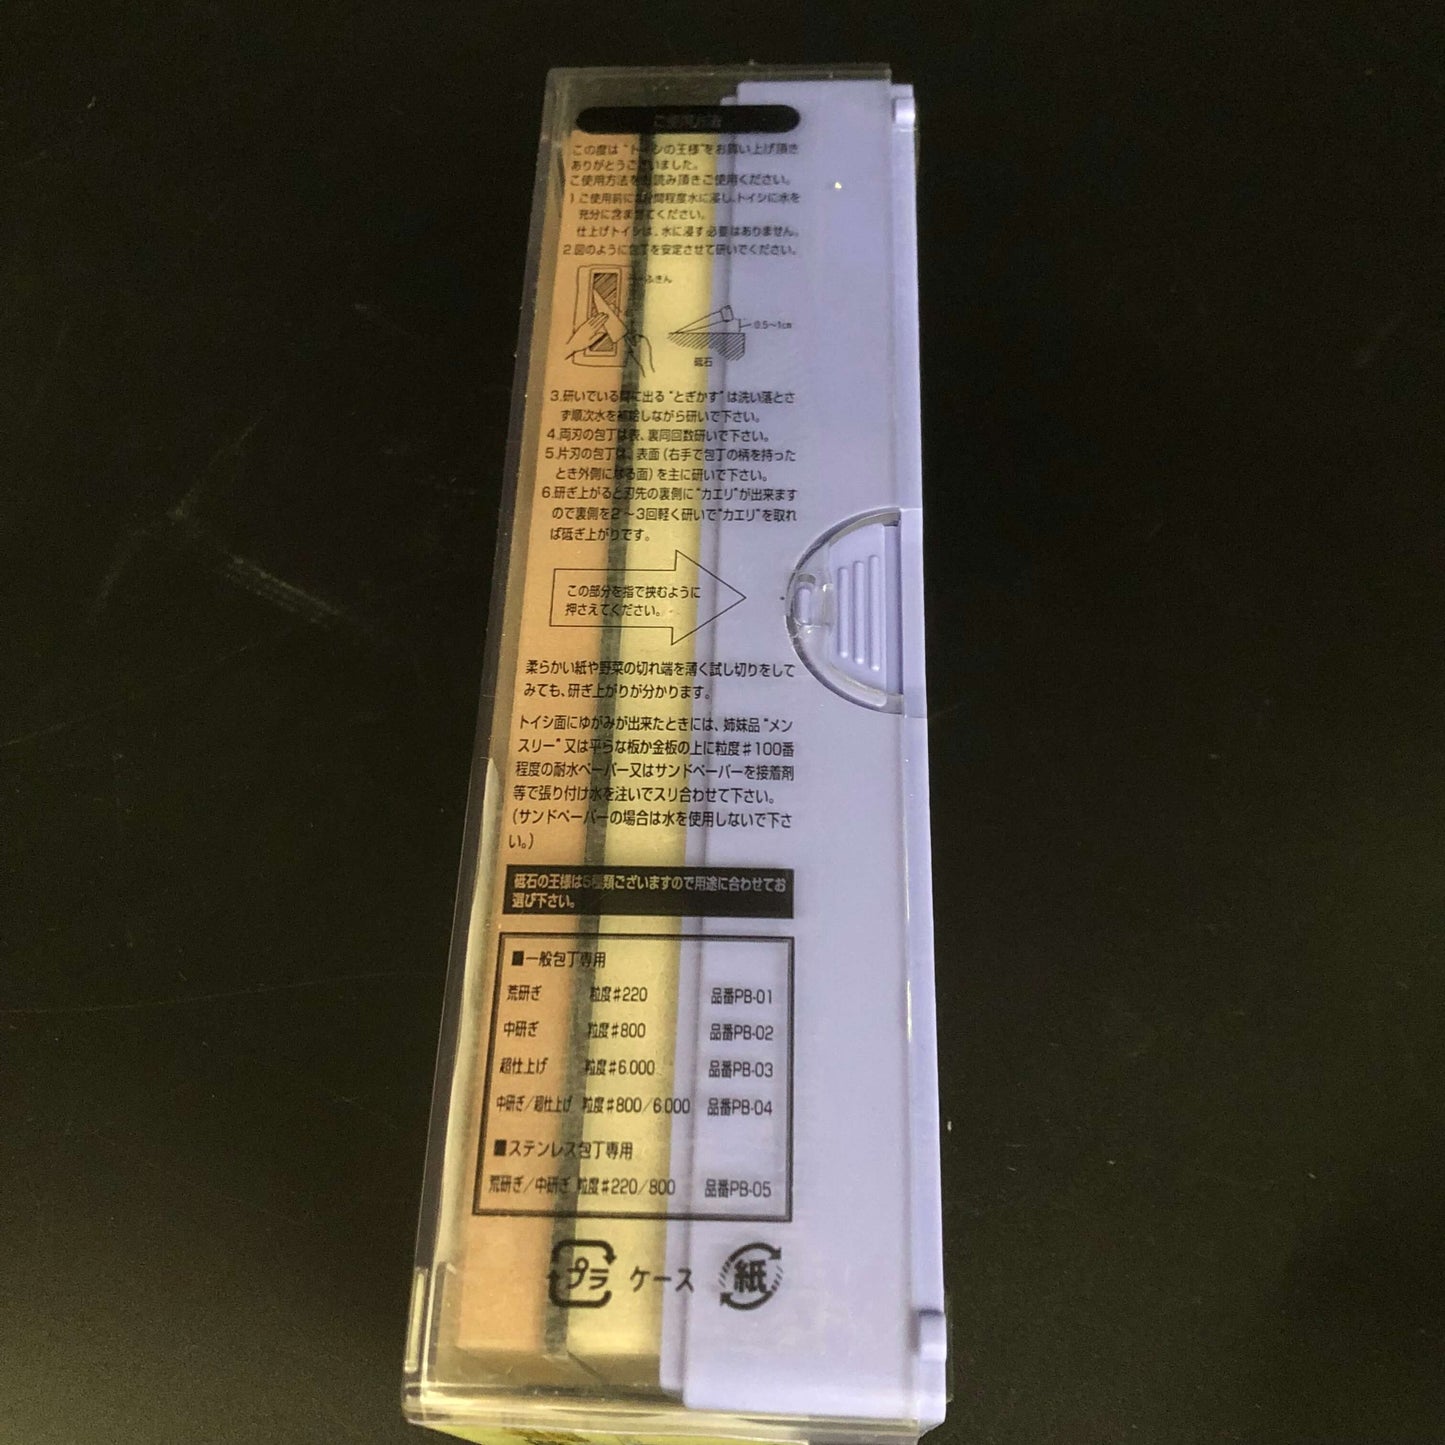 ご使用方法
この度は"トイシの王様"をお買い上げ頂き
ありがとうございました。
ご使用方法をお読み頂きご使用ください。
1.ご使用前に 分間程度水に浸し、トイシに水を
充分に含ませてください。
仕上げトイシは、水に浸す必要はありません。
2.図のように包丁を安定させて研いでください。
ふきん
0.5〜1cm
砥石
3.研いでいる間に出る"とぎかす"は洗い落とさ
ず順次水を補給しながら研いで下さい。
4.両刃の包丁は表、裏同回数研いで下さい。
5.片刃の包丁は、表面(右手で包丁の柄を持った
とき外側になる面)を主に研いで下さい。
6.研ぎ上がると刃先の裏側に"カエリ"が出来ます
ので裏側を2〜3回軽く研いで"カエリ"を取れ
ば砥ぎ上がりです。
この部分を指で挟むように
押さえてください。
柔らかい紙や野菜の切れ端を薄く試し切りをして
みても、研ぎ上がりが分かります。
トイシ面にゆがみが出来たときには、姉妹品"メン
スリー"又は平らな板か金板の上に粒度#100番
程度の耐水ペーパー又はサンドペーパーを接着剤
等で張り付け水を注いでスリ合わせて下さい。
(サンドペーパーの場合は水を使用しないで下さ
い。)
砥石の王様は5種類ございますので用途に合わせてお
選び下さい。
■一般包丁専用
荒研ぎ 粒度#220 品番PB-01
中研ぎ 粒度#800 品番PB-02
超仕上げ 粒度#6.000 品番PB-03
中研ぎ/超仕上げ 粒度#800/6.000 品番PB-04
■ステンレス包丁専用
荒研ぎ/中研ぎ 粒度#220/800 品番PB-05
プラ ケース 紙